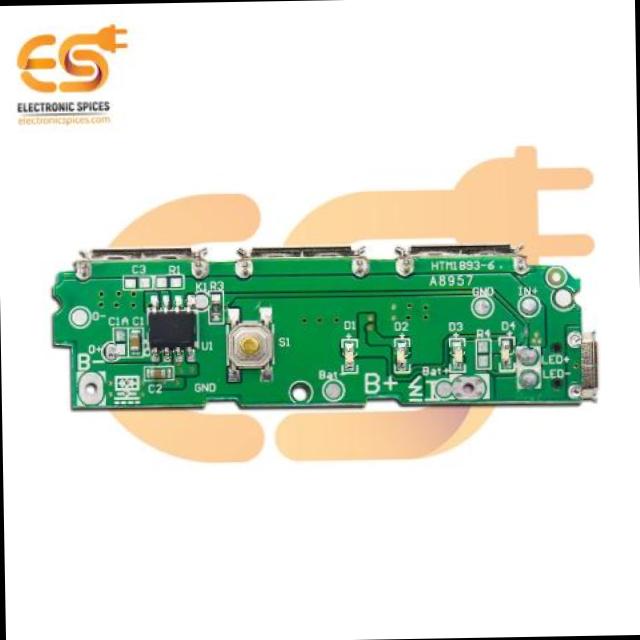 ES
ELECTRONIC SPICES
electronicspices.com
HTM1893-6
A8957
C3 R1
K1 R3
GND IN+
O-
C1A C1
U1
S1
D1 D2 D3 R4 D4
O+
B-
LED+
LED-
Bat- B+ Bat+
C2 GND